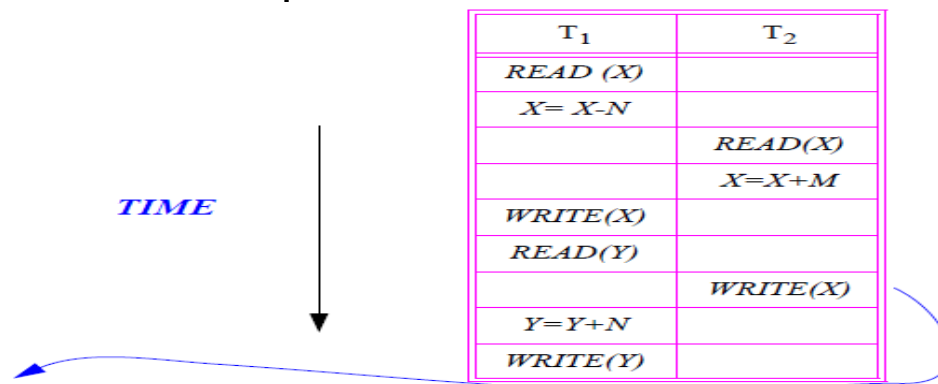 T₁ T₂
READ (X)
X= X-N
READ(X)
X=X+M
TIME
WRITE(X)
READ(Y)
WRITE(X)
Y=Y+N
WRITE(Y)